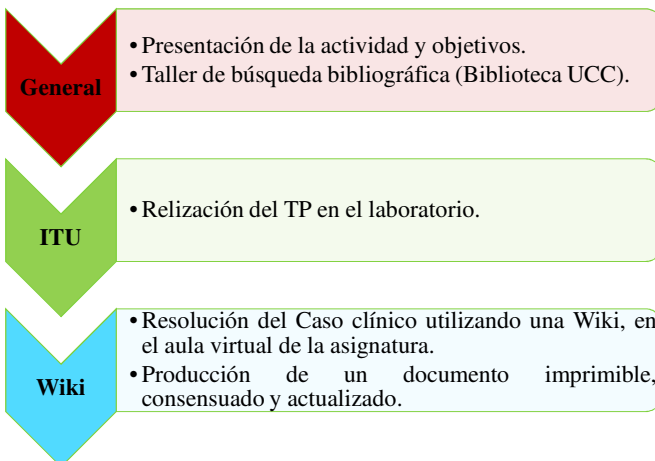 General
• Presentación de la actividad y objetivos.
• Taller de búsqueda bibliográfica (Biblioteca UCC).
ITU
• Relización del TP en el laboratorio.
Wiki
• Resolución del Caso clínico utilizando una Wiki, en
el aula virtual de la asignatura.
• Producción de un documento imprimible,
consensuado y actualizado.